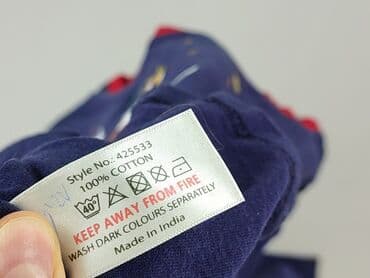 Style No.: 425533
100% COTTON
40°
KEEP AWAY FROM FIRE
WASH DARK COLOURS SEPARATELY
Made in India